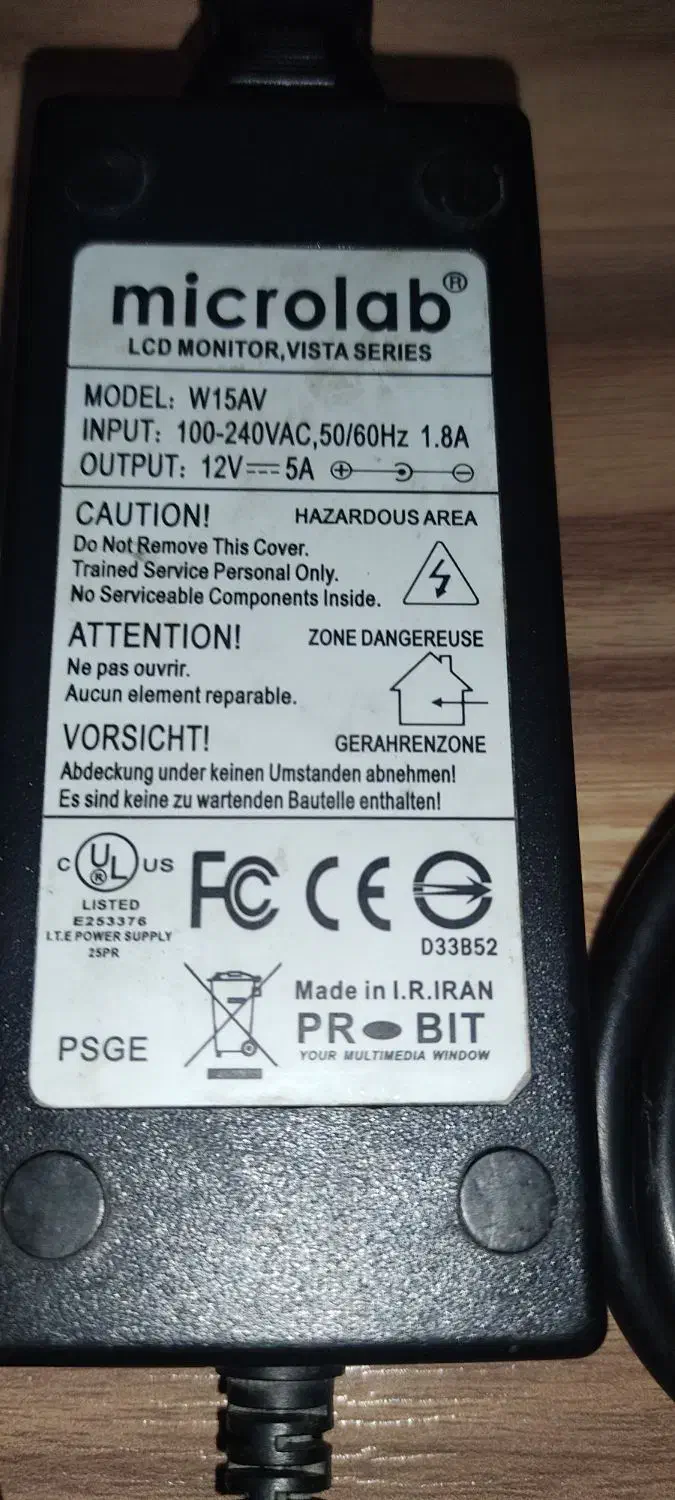 microlab®
LCD MONITOR,VISTA SERIES
MODEL: W15AV
INPUT: 100-240VAC,50/60Hz 1.8A
OUTPUT: 12V⎓5A
CAUTION! HAZARDOUS AREA
Do Not Remove This Cover.
Trained Service Personal Only.
No Serviceable Components Inside.
ATTENTION! ZONE DANGEREUSE
Ne pas ouvrir.
Aucun element reparable.
VORSICHT! GERAHRENZONE
Abdeckung under keinen Umstanden abnehmen!
Es sind keine zu wartenden Bautelle enthalten!
C UL® US FC CE
LISTED
E253376
I.T.E POWER SUPPLY
25PR
D33B52
PSGE
Made in I.R.IRAN
PROBIT
YOUR MULTIMEDIA WINDOW